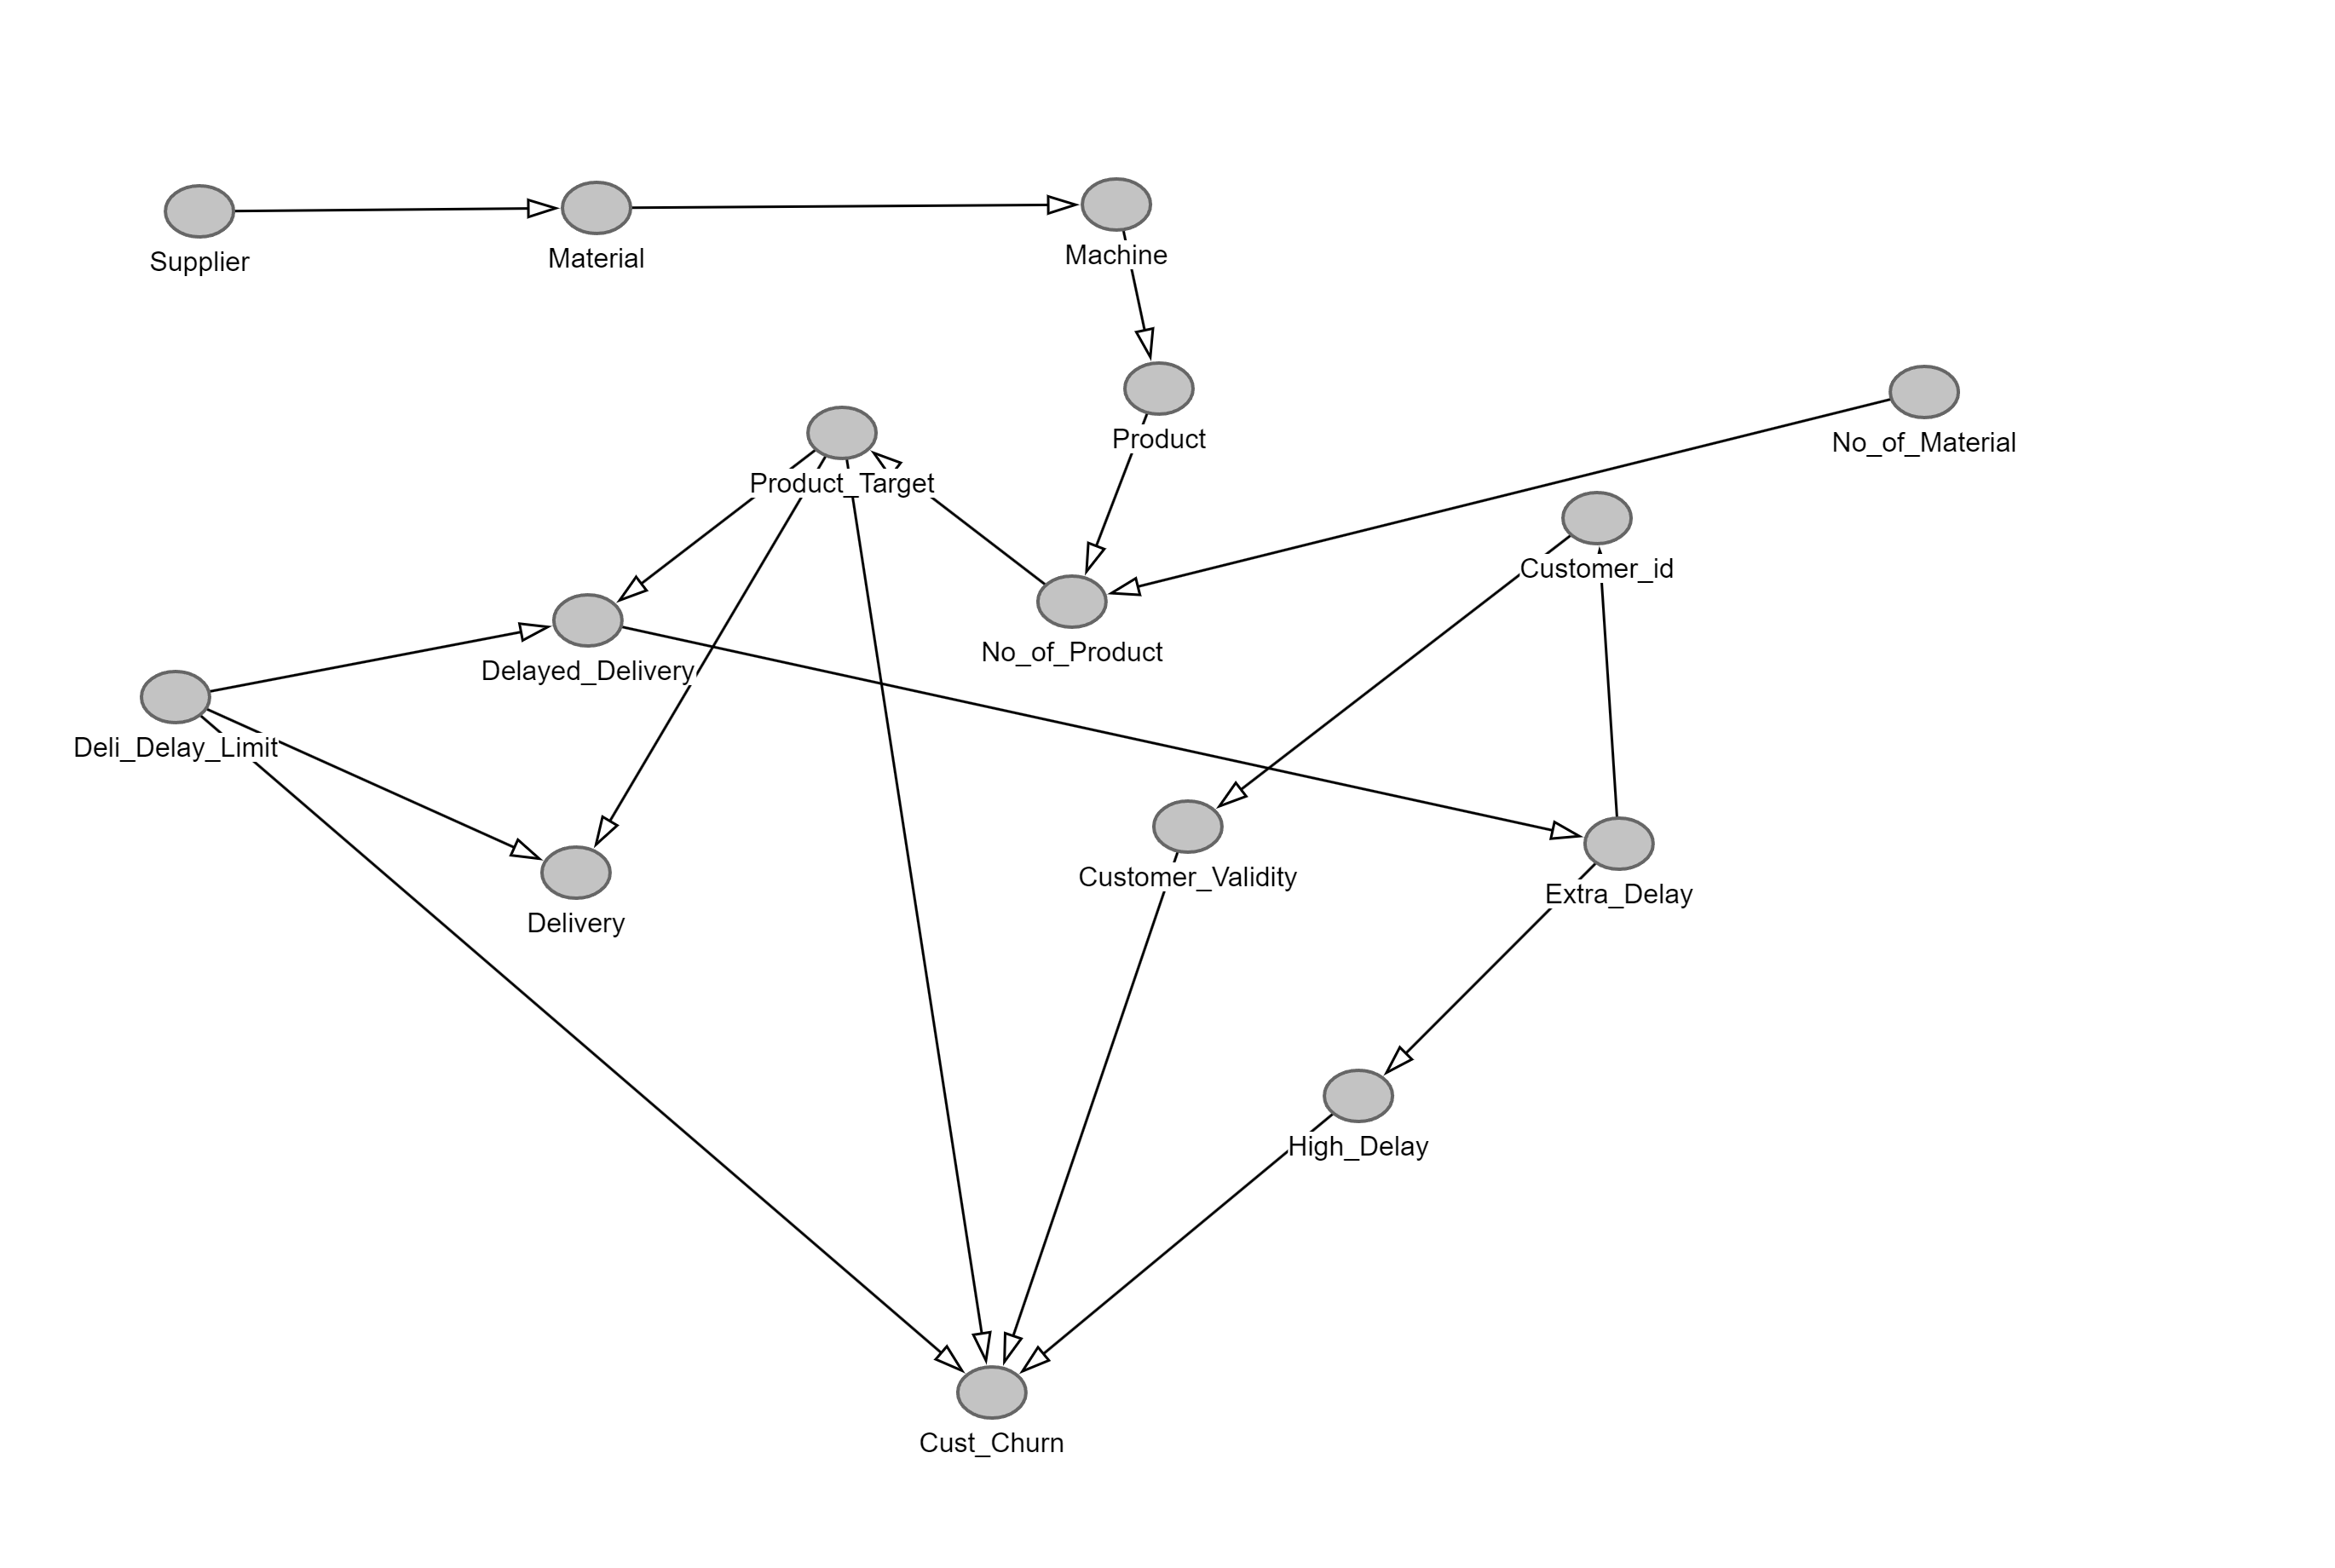 Supplier
Material
Machine
Product
No_of_Material
Product_Target
Customer_id
No_of_Product
Delayed_Delivery
Deli_Delay_Limit
Customer_Validity
Extra_Delay
Delivery
High_Delay
Cust_Churn